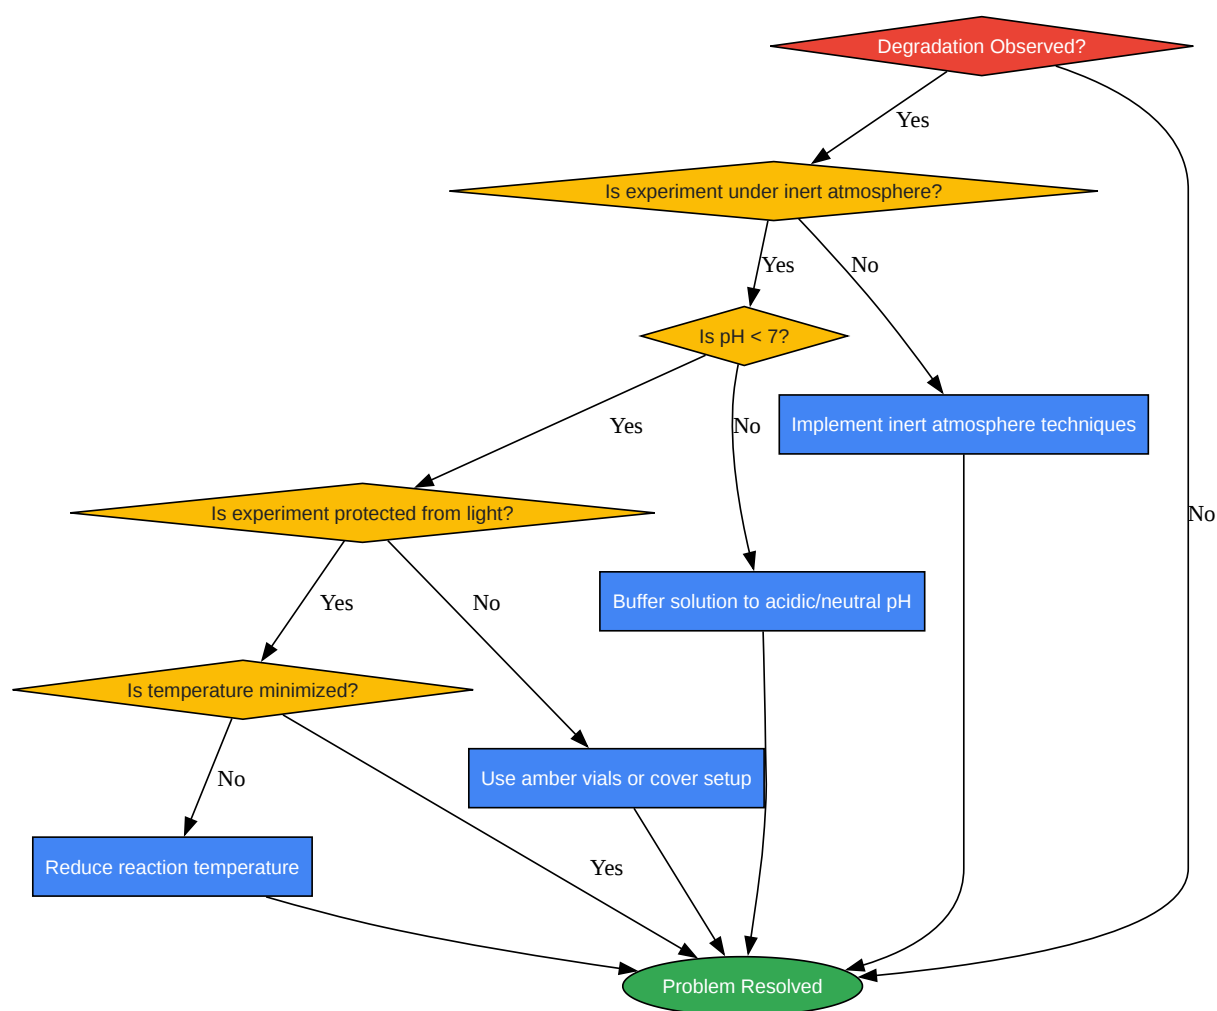 Degradation Observed?
Yes
Is experiment under inert atmosphere?
Yes
No
Is pH < 7?
Implement inert atmosphere techniques
Yes
No
Is experiment protected from light?
No
Buffer solution to acidic/neutral pH
Yes
No
Is temperature minimized?
Use amber vials or cover setup
No
Reduce reaction temperature
Yes
Problem Resolved